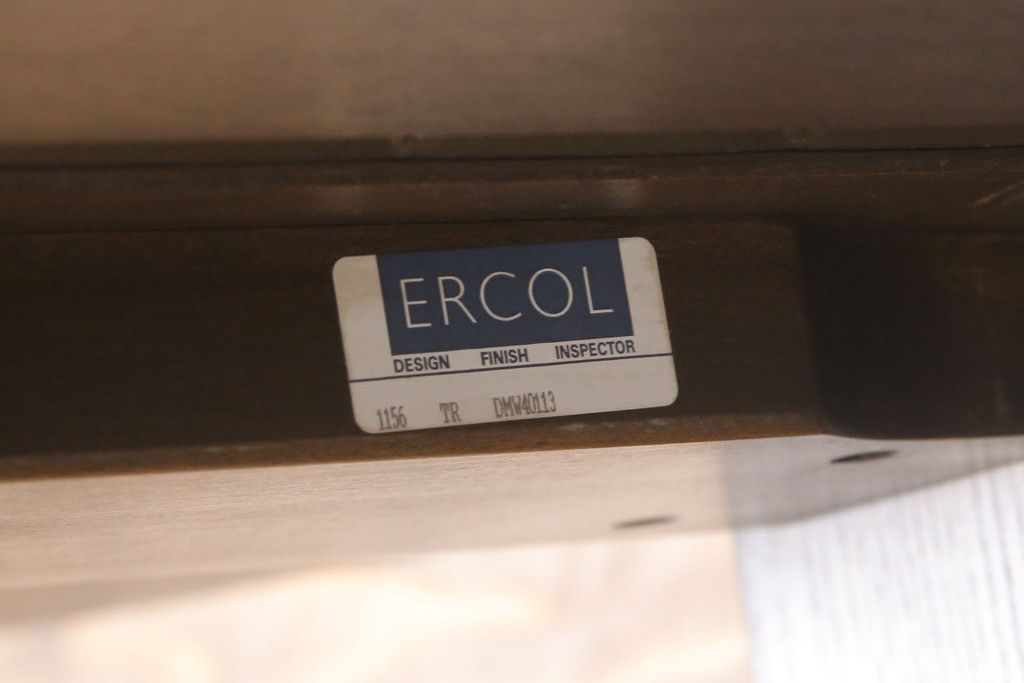 ERCOL
DESIGN FINISH INSPECTOR
1156 TR DMW40113